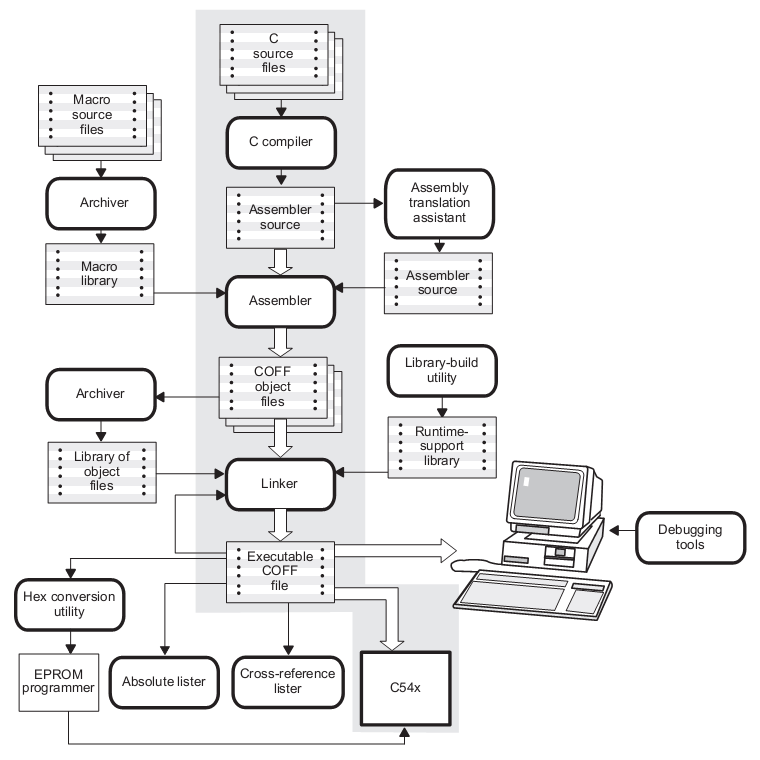 C
source
files
Macro
source
files
C compiler
Archiver
Assembly
translation
assistant
Assembler
source
Macro
library
Assembler
source
Assembler
Library-build
utility
COFF
object
files
Archiver
Runtime-
support
library
Library of
object
files
Linker
Debugging
tools
Executable
COFF
file
Hex conversion
utility
EPROM
programmer
Absolute lister
Cross-reference
lister
C54x